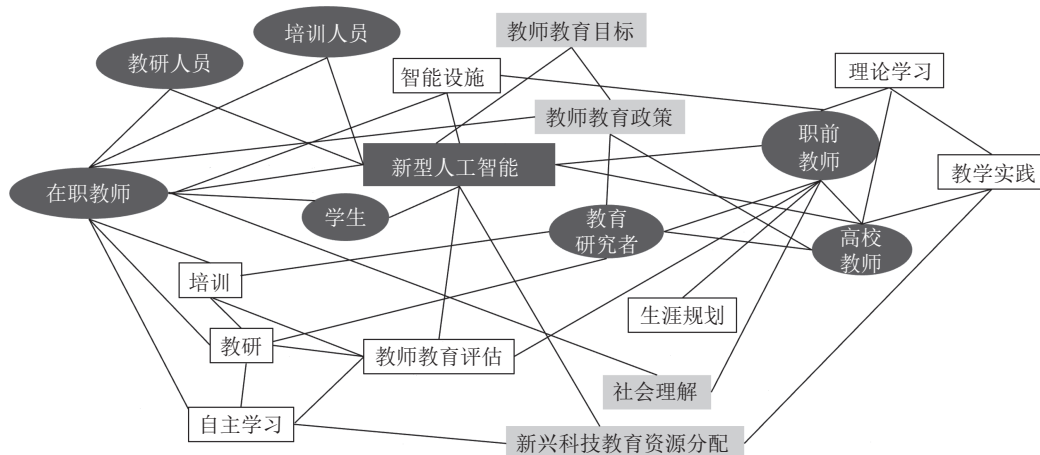 培训人员
教师教育目标
教研人员
智能设施
理论学习
教师教育政策
职前
教师
新型人工智能
教学实践
在职教师
学生
教育
研究者
高校
教师
培训
生涯规划
教研
教师教育评估
社会理解
自主学习
新兴科技教育资源分配